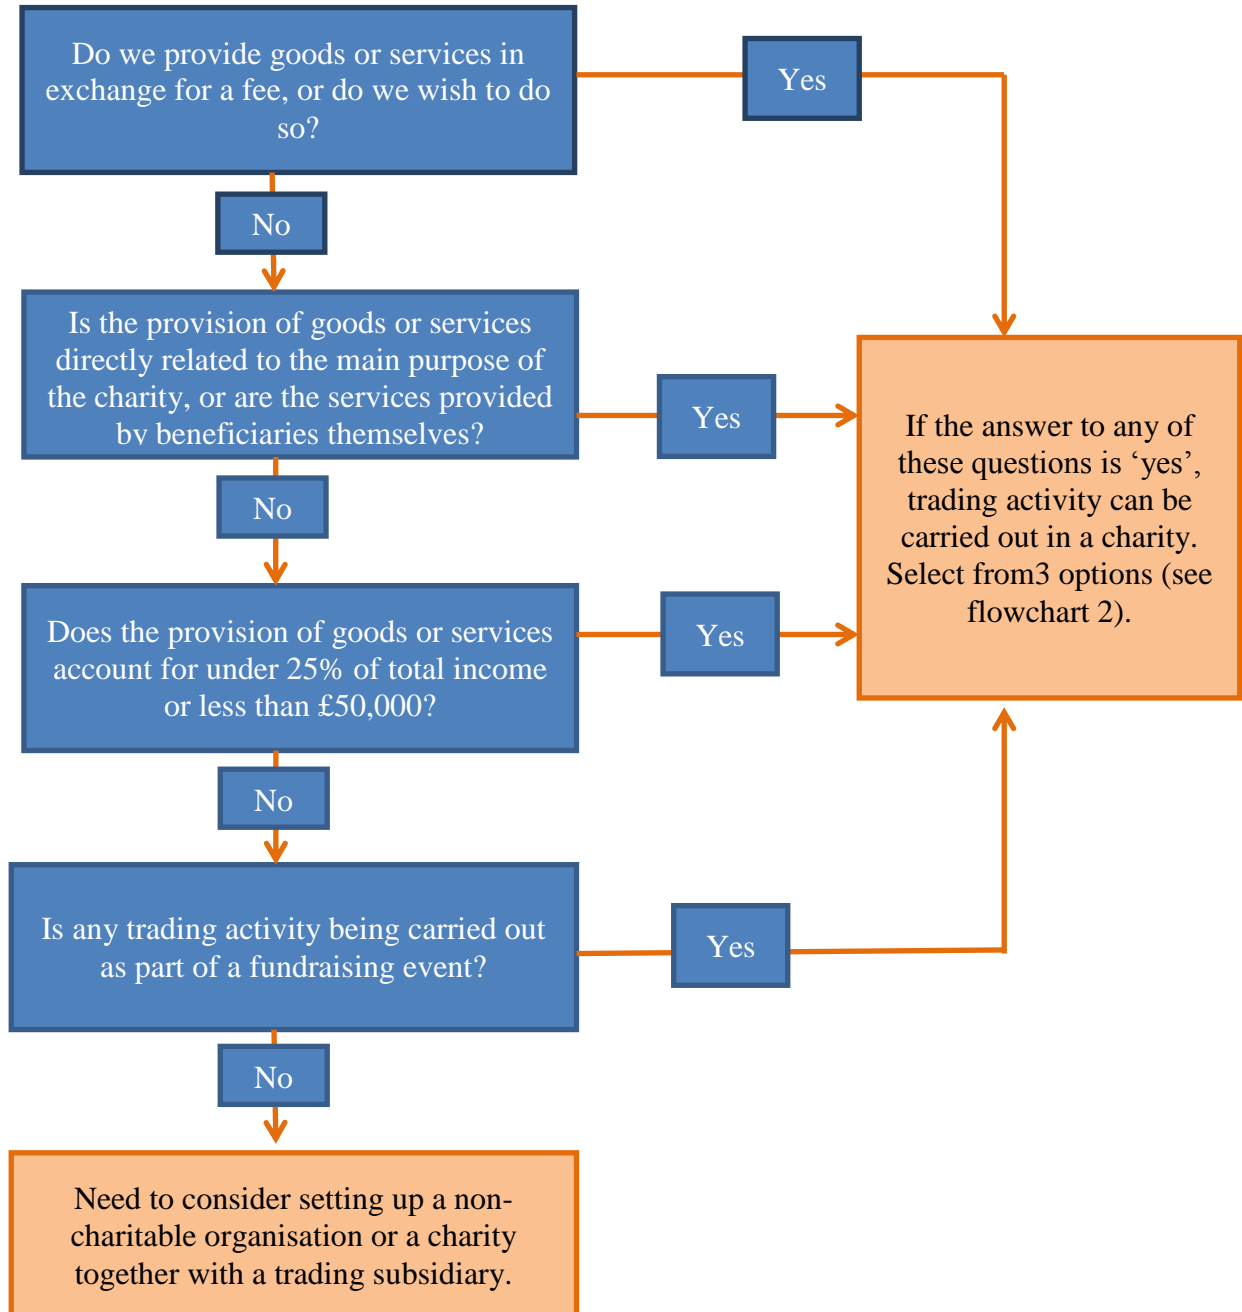 Do we provide goods or services in
exchange for a fee, or do we wish to do
so?
Yes
No
Is the provision of goods or services
directly related to the main purpose of
the charity, or are the services provided
by beneficiaries themselves?
Yes
No
Does the provision of goods or services
account for under 25% of total income
or less than £50,000?
Yes
No
Is any trading activity being carried out
as part of a fundraising event?
Yes
No
Need to consider setting up a non-
charitable organisation or a charity
together with a trading subsidiary.
If the answer to any of
these questions is ‘yes’,
trading activity can be
carried out in a charity.
Select from3 options (see
flowchart 2).